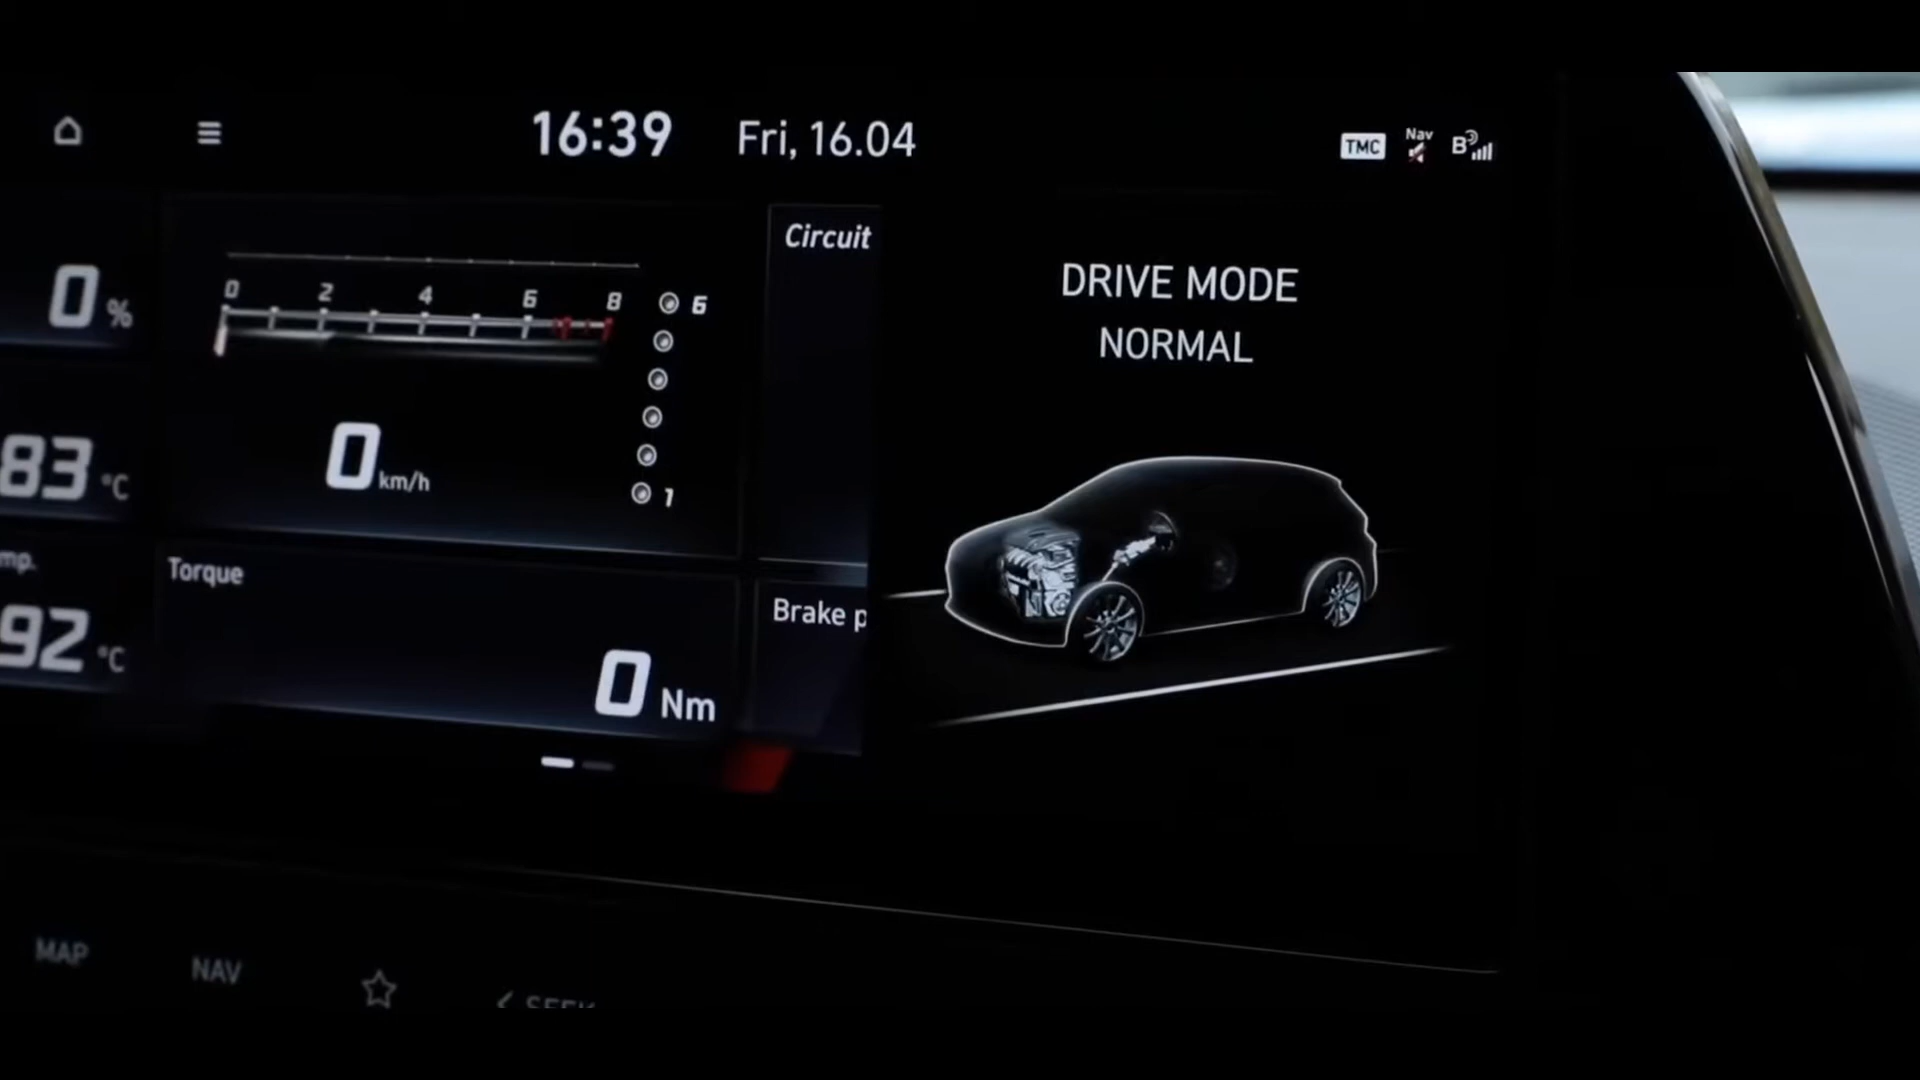 16:39 Fri, 16.04
TMC
Nav
B
0 %
83 °C
mp.
92 °C
0 2 4 6 8
6
1
0 km/h
Torque
0 Nm
Circuit
Brake p
DRIVE MODE
NORMAL
MAP
NAV
SEEK